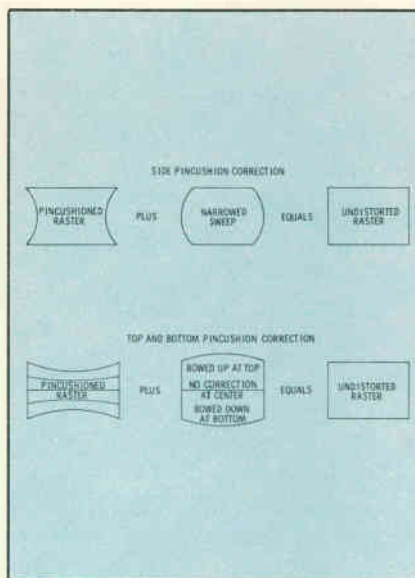 SIDE PINCUSHION CORRECTION
PINCUSHIONED
RASTER
PLUS
NARROWED
SWEEP
EQUALS
UNDISTORTED
RASTER
TOP AND BOTTOM PINCUSHION CORRECTION
PINCUSHIONED
RASTER
PLUS
BOWED UP AT TOP
NO CORRECTION
AT CENTER
BOWED DOWN
AT BOTTOM
EQUALS
UNDISTORTED
RASTER